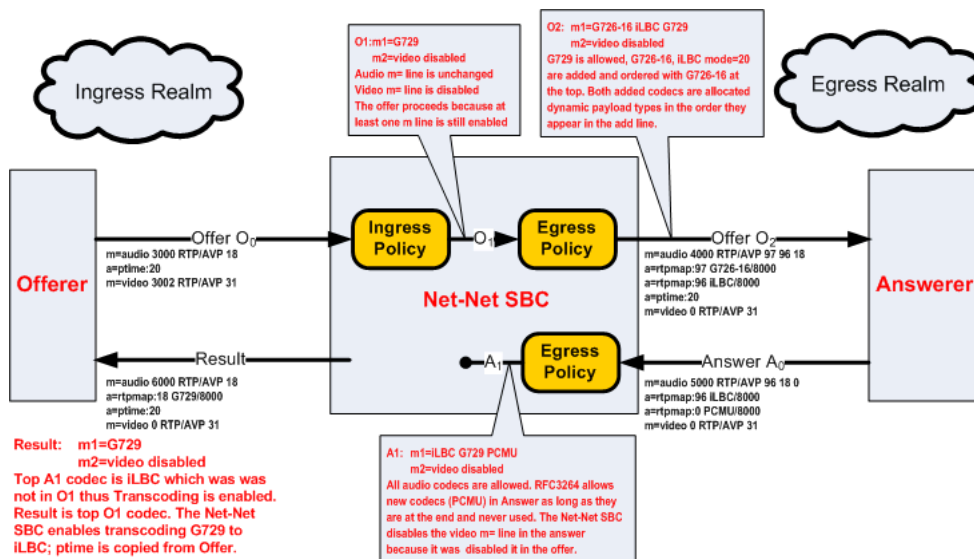 Ingress Realm
O1:m1=G729
m2=video disabled
Audio m= line is unchanged
Video m= line is disabled
The offer proceeds because at
least one m line is still enabled
O2: m1=G726-16 iLBC G729
m2=video disabled
G729 is allowed, G726-16, iLBC mode=20
are added and ordered with G726-16 at
the top. Both added codecs are allocated
dynamic payload types in the order they
appear in the add line.
Egress Realm
Offerer
Offer O0
m=audio 3000 RTP/AVP 18
a=ptime:20
m=video 3002 RTP/AVP 31
Ingress
Policy
O1
Egress
Policy
Net-Net SBC
Offer O2
m=audio 4000 RTP/AVP 97 96 18
a=rtpmap:97 G726-16/8000
a=rtpmap:96 iLBC/8000
a=ptime:20
m=video 0 RTP/AVP 31
Answerer
Result
m=audio 6000 RTP/AVP 18
a=rtpmap:18 G729/8000
a=ptime:20
m=video 0 RTP/AVP 31
A1
Egress
Policy
Answer A0
m=audio 5000 RTP/AVP 96 18 0
a=rtpmap:96 iLBC/8000
a=rtpmap:0 PCMU/8000
m=video 0 RTP/AVP 31
Result: m1=G729
m2=video disabled
Top A1 codec is iLBC which was was
not in O1 thus Transcoding is enabled.
Result is top O1 codec. The Net-Net
SBC enables transcoding G729 to
iLBC; ptime is copied from Offer.
A1: m1=iLBC G729 PCMU
m2=video disabled
All audio codecs are allowed. RFC3264 allows
new codecs (PCMU) in Answer as long as they
are at the end and never used. The Net-Net SBC
disables the video m= line in the answer
because it was disabled it in the offer.